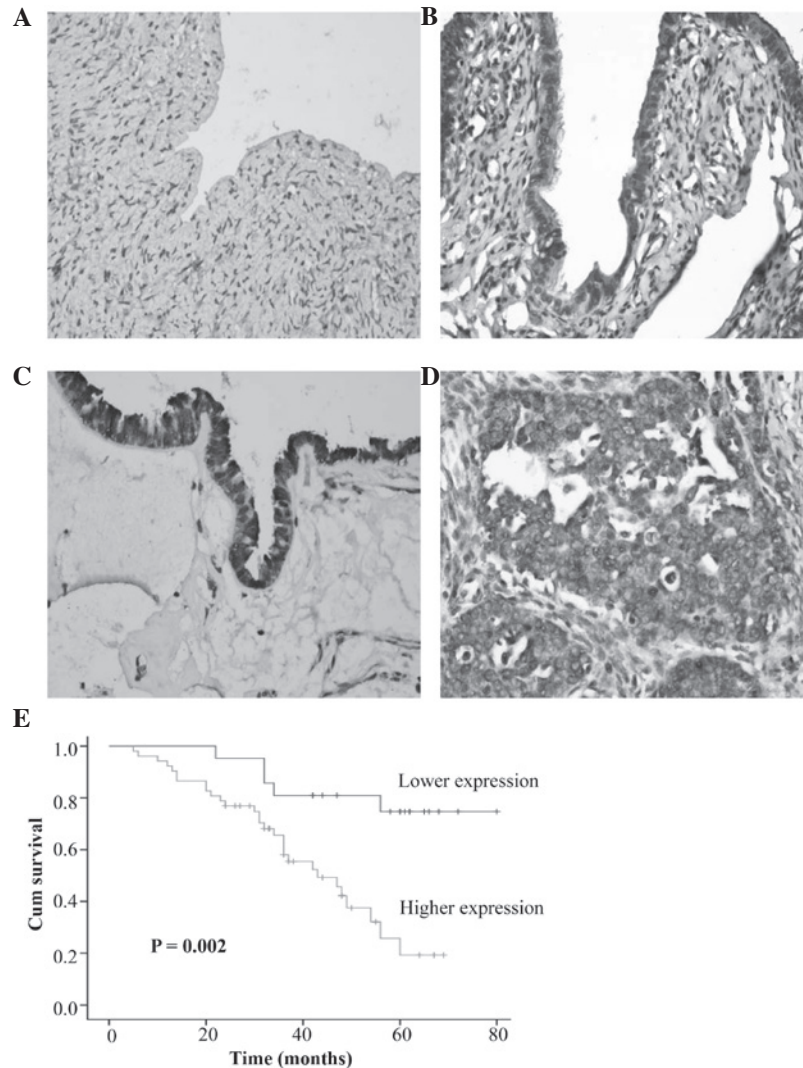 A
B
C
D
E
1.0
0.8
0.6
0.4
0.2
0.0
Cum survival
Lower expression
Higher expression
P = 0.002
0 20 40 60 80
Time (months)